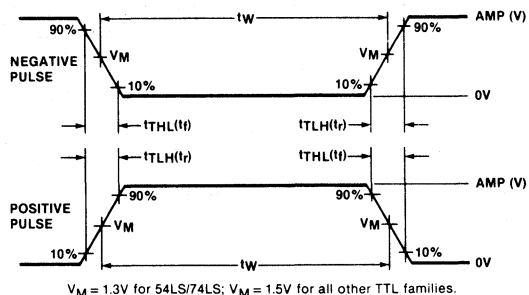 tW
AMP (V)
90%
90%
NEGATIVE
PULSE
VM
VM
10%
10%
0V
tTHL(tf)
tTLH(tr)
tTLH(tr)
tTHL(tf)
AMP (V)
90%
90%
POSITIVE
PULSE
VM
VM
10%
10%
tW
0V
VM = 1.3V for 54LS/74LS; VM = 1.5V for all other TTL families.